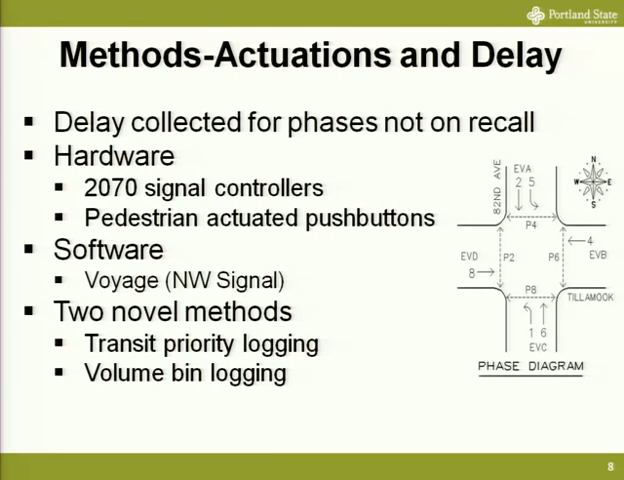 Portland State
UNIVERSITY
Methods-Actuations and Delay
Delay collected for phases not on recall
Hardware
2070 signal controllers
Pedestrian actuated pushbuttons
Software
Voyage (NW Signal)
Two novel methods
Transit priority logging
Volume bin logging
82ND AVE
EVA
2 5
N
W E
S
P4
EVD
8
P2
P6
4
EVB
P8
TILLAMOOK
1 6
EVC
PHASE DIAGRAM
8